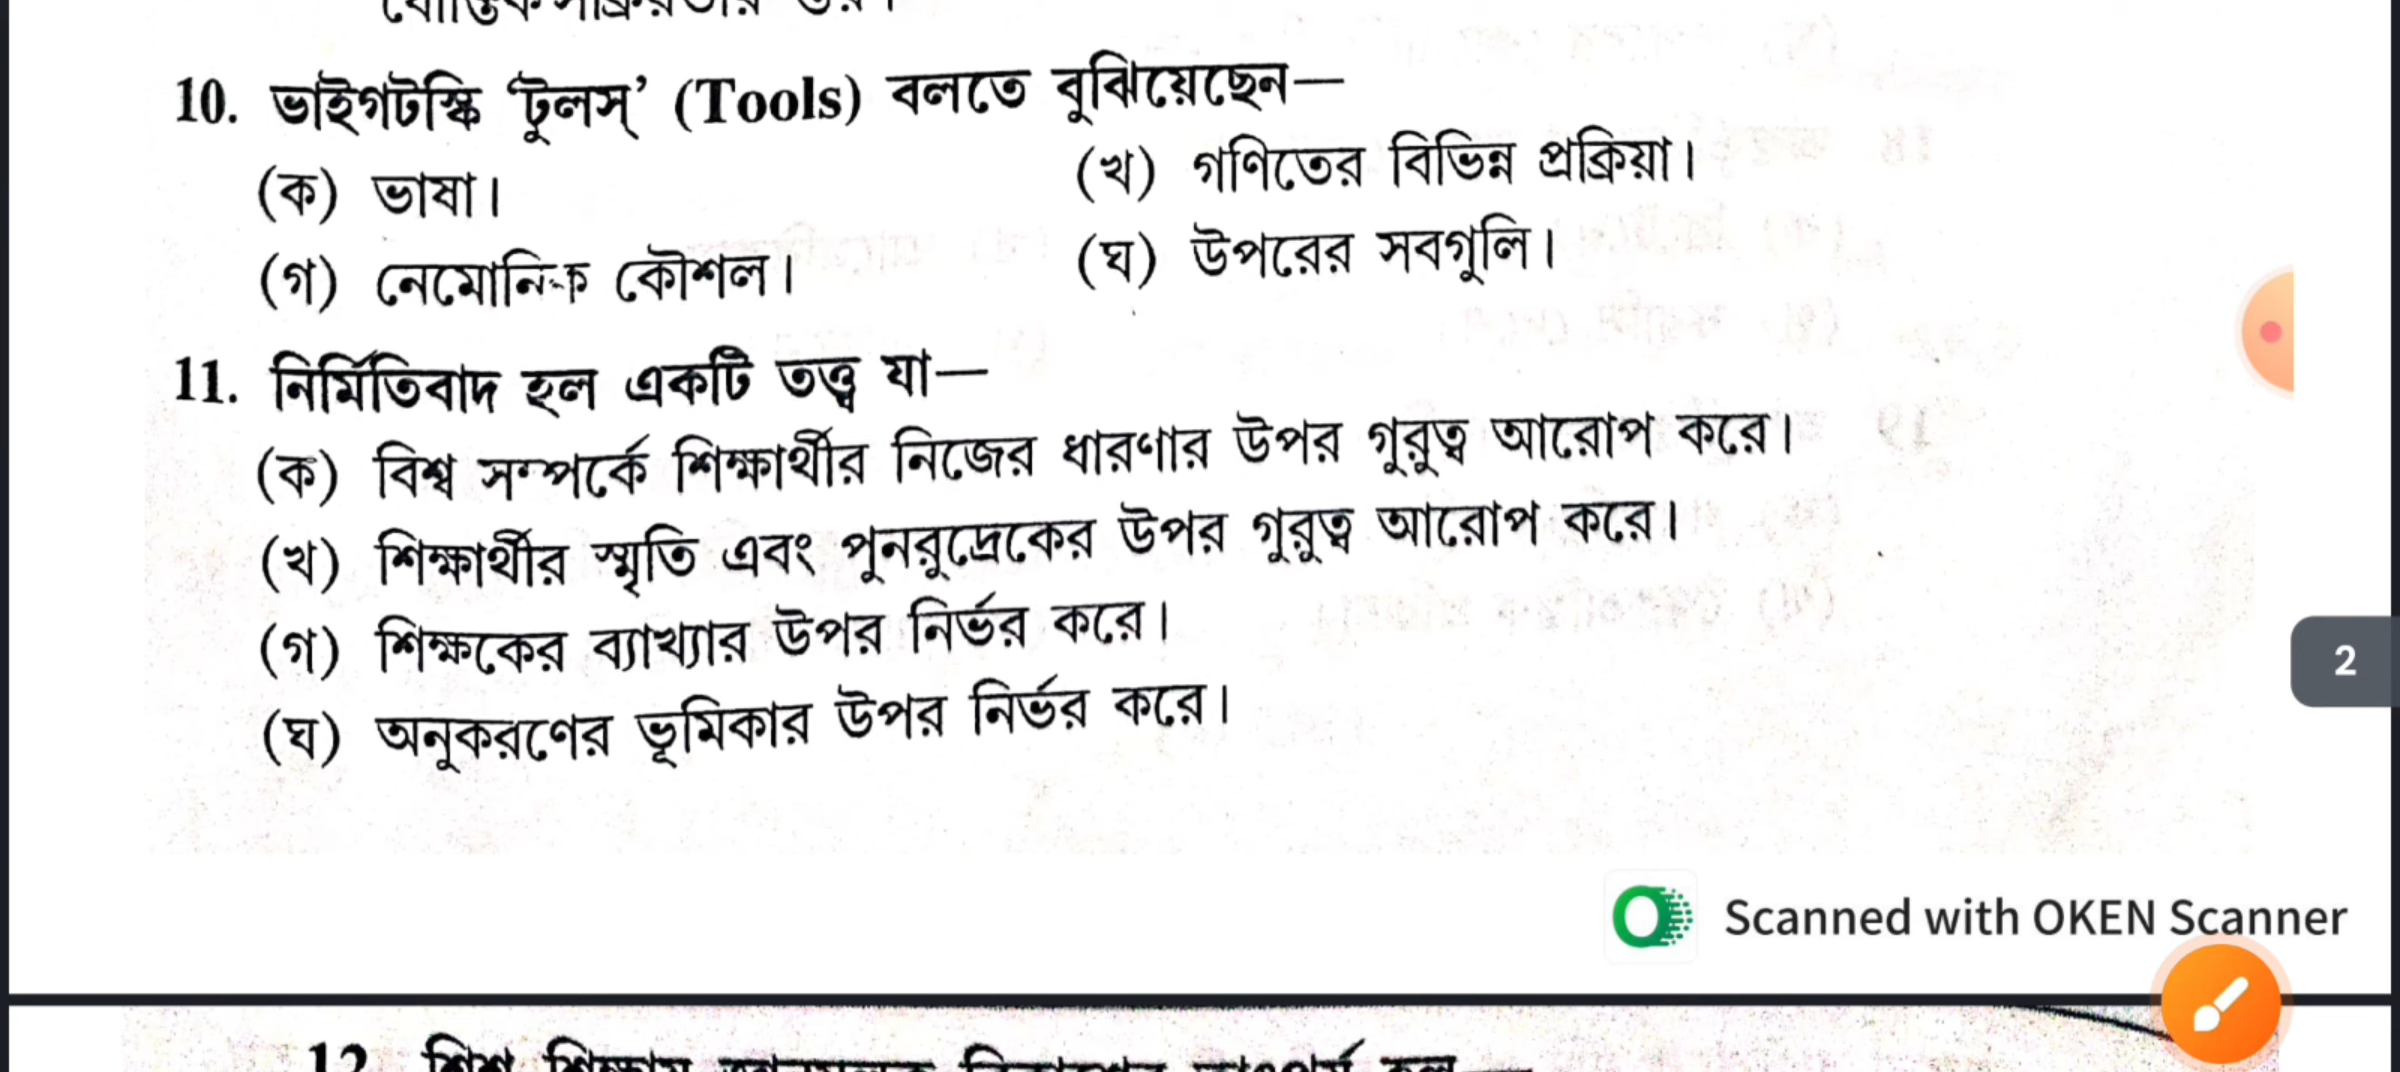 10. ভাইগটস্কি ‘টুলস্’ (Tools) বলতে বুঝিয়েছেন—
(ক) ভাষা। (খ) গণিতের বিভিন্ন প্রক্রিয়া।
(গ) নেমোনিক কৌশল। (ঘ) উপরের সবগুলি।
11. নির্মিতিবাদ হল একটি তত্ত্ব যা—
(ক) বিশ্ব সম্পর্কে শিক্ষার্থীর নিজের ধারণার উপর গুরুত্ব আরোপ করে।
(খ) শিক্ষার্থীর স্মৃতি এবং পুনরুদ্রেকের উপর গুরুত্ব আরোপ করে।
(গ) শিক্ষকের ব্যাখ্যার উপর নির্ভর করে।
(ঘ) অনুকরণের ভূমিকার উপর নির্ভর করে।
2
Scanned with OKEN Scanner
12